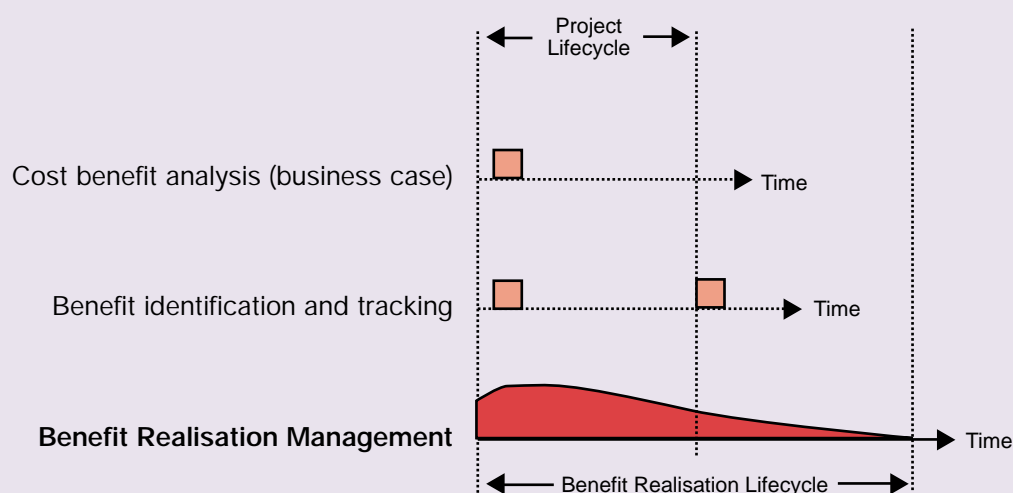 Project
Lifecycle
Cost benefit analysis (business case)
Time
Benefit identification and tracking
Time
Benefit Realisation Management
Time
Benefit Realisation Lifecycle